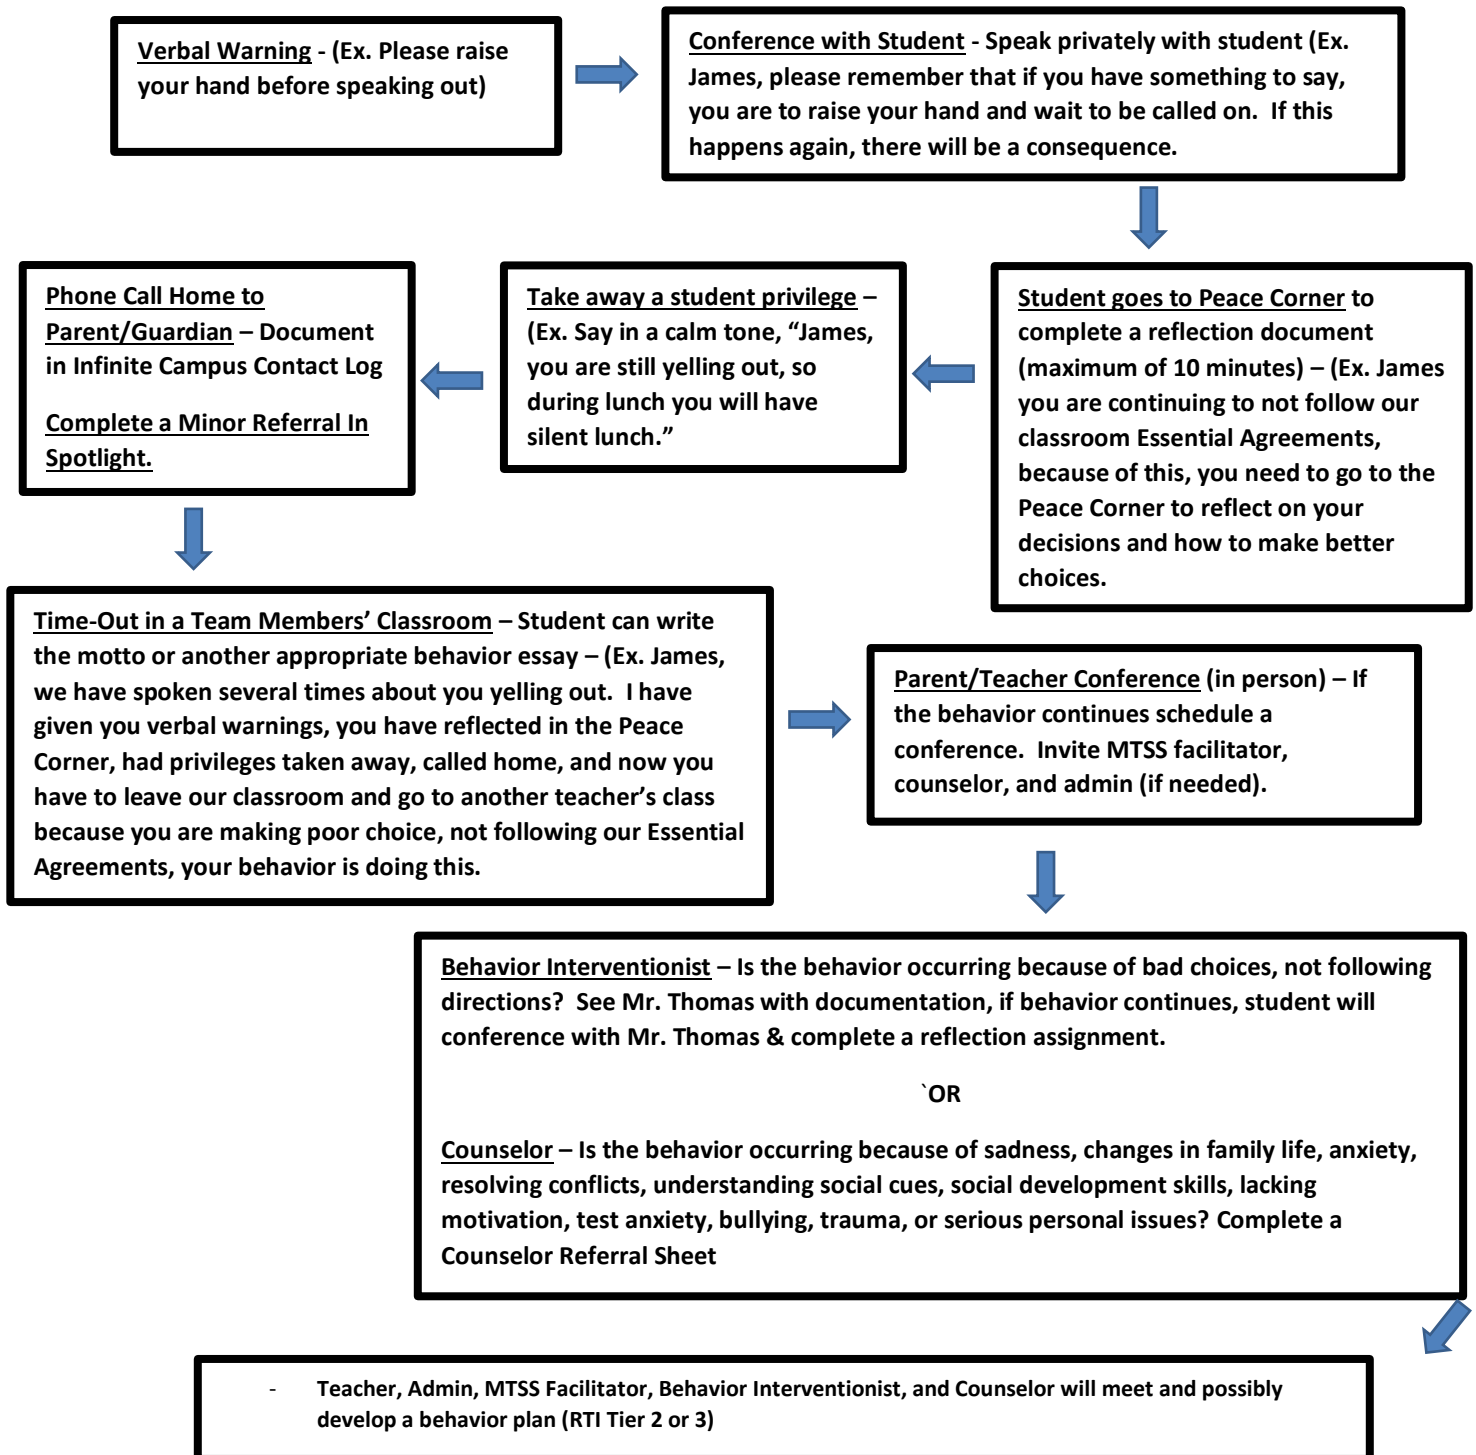 Verbal Warning - (Ex. Please raise
your hand before speaking out)
Conference with Student - Speak privately with student (Ex.
James, please remember that if you have something to say,
you are to raise your hand and wait to be called on.  If this
happens again, there will be a consequence.
Student goes to Peace Corner to
complete a reflection document
(maximum of 10 minutes) – (Ex. James
you are continuing to not follow our
classroom Essential Agreements,
because of this, you need to go to the
Peace Corner to reflect on your
decisions and how to make better
choices.
Take away a student privilege –
(Ex. Say in a calm tone, “James,
you are still yelling out, so
during lunch you will have
silent lunch.”
Phone Call Home to
Parent/Guardian – Document
in Infinite Campus Contact Log
Complete a Minor Referral In
Spotlight.
Time-Out in a Team Members’ Classroom – Student can write
the motto or another appropriate behavior essay – (Ex. James,
we have spoken several times about you yelling out.  I have
given you verbal warnings, you have reflected in the Peace
Corner, had privileges taken away, called home, and now you
have to leave our classroom and go to another teacher’s class
because you are making poor choice, not following our Essential
Agreements, your behavior is doing this.
Parent/Teacher Conference (in person) – If
the behavior continues schedule a
conference.  Invite MTSS facilitator,
counselor, and admin (if needed).
Behavior Interventionist – Is the behavior occurring because of bad choices, not following
directions?  See Mr. Thomas with documentation, if behavior continues, student will
conference with Mr. Thomas & complete a reflection assignment.
`OR
Counselor – Is the behavior occurring because of sadness, changes in family life, anxiety,
resolving conflicts, understanding social cues, social development skills, lacking
motivation, test anxiety, bullying, trauma, or serious personal issues? Complete a
Counselor Referral Sheet
- Teacher, Admin, MTSS Facilitator, Behavior Interventionist, and Counselor will meet and possibly
develop a behavior plan (RTI Tier 2 or 3)